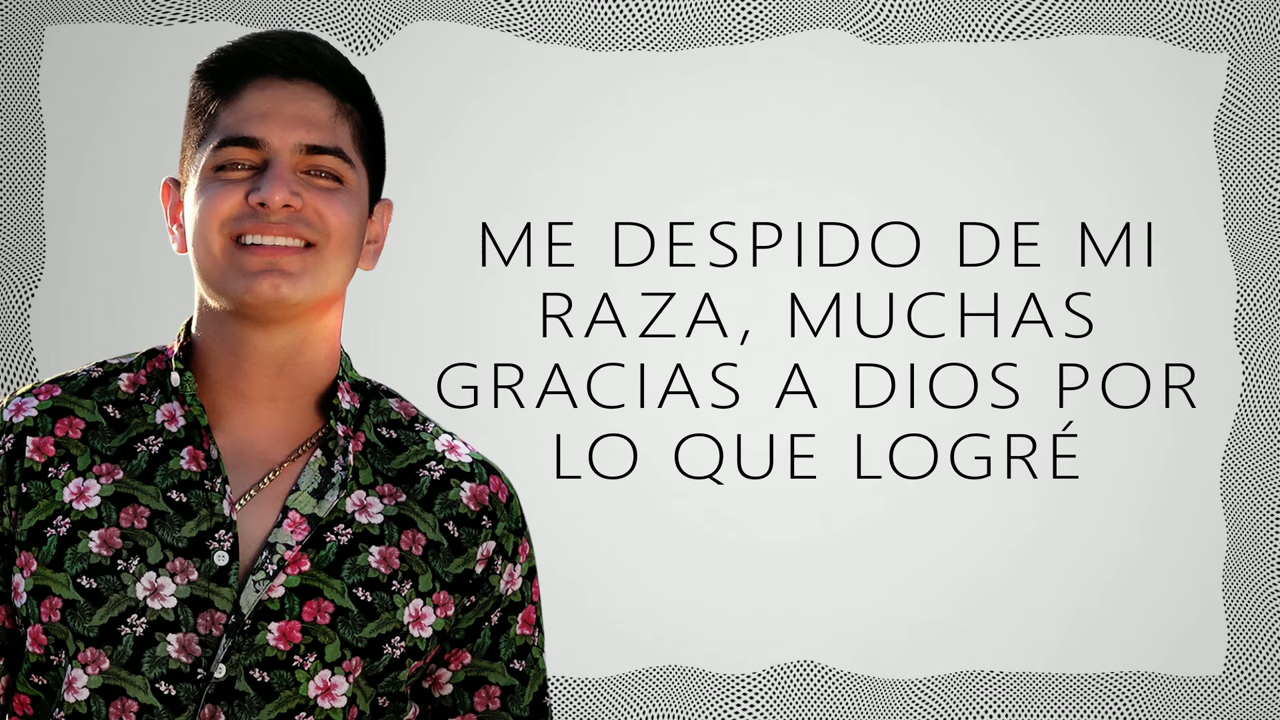 ME DESPIDO DE MI
RAZA, MUCHAS
GRACIAS A DIOS POR
LO QUE LOGRÉ